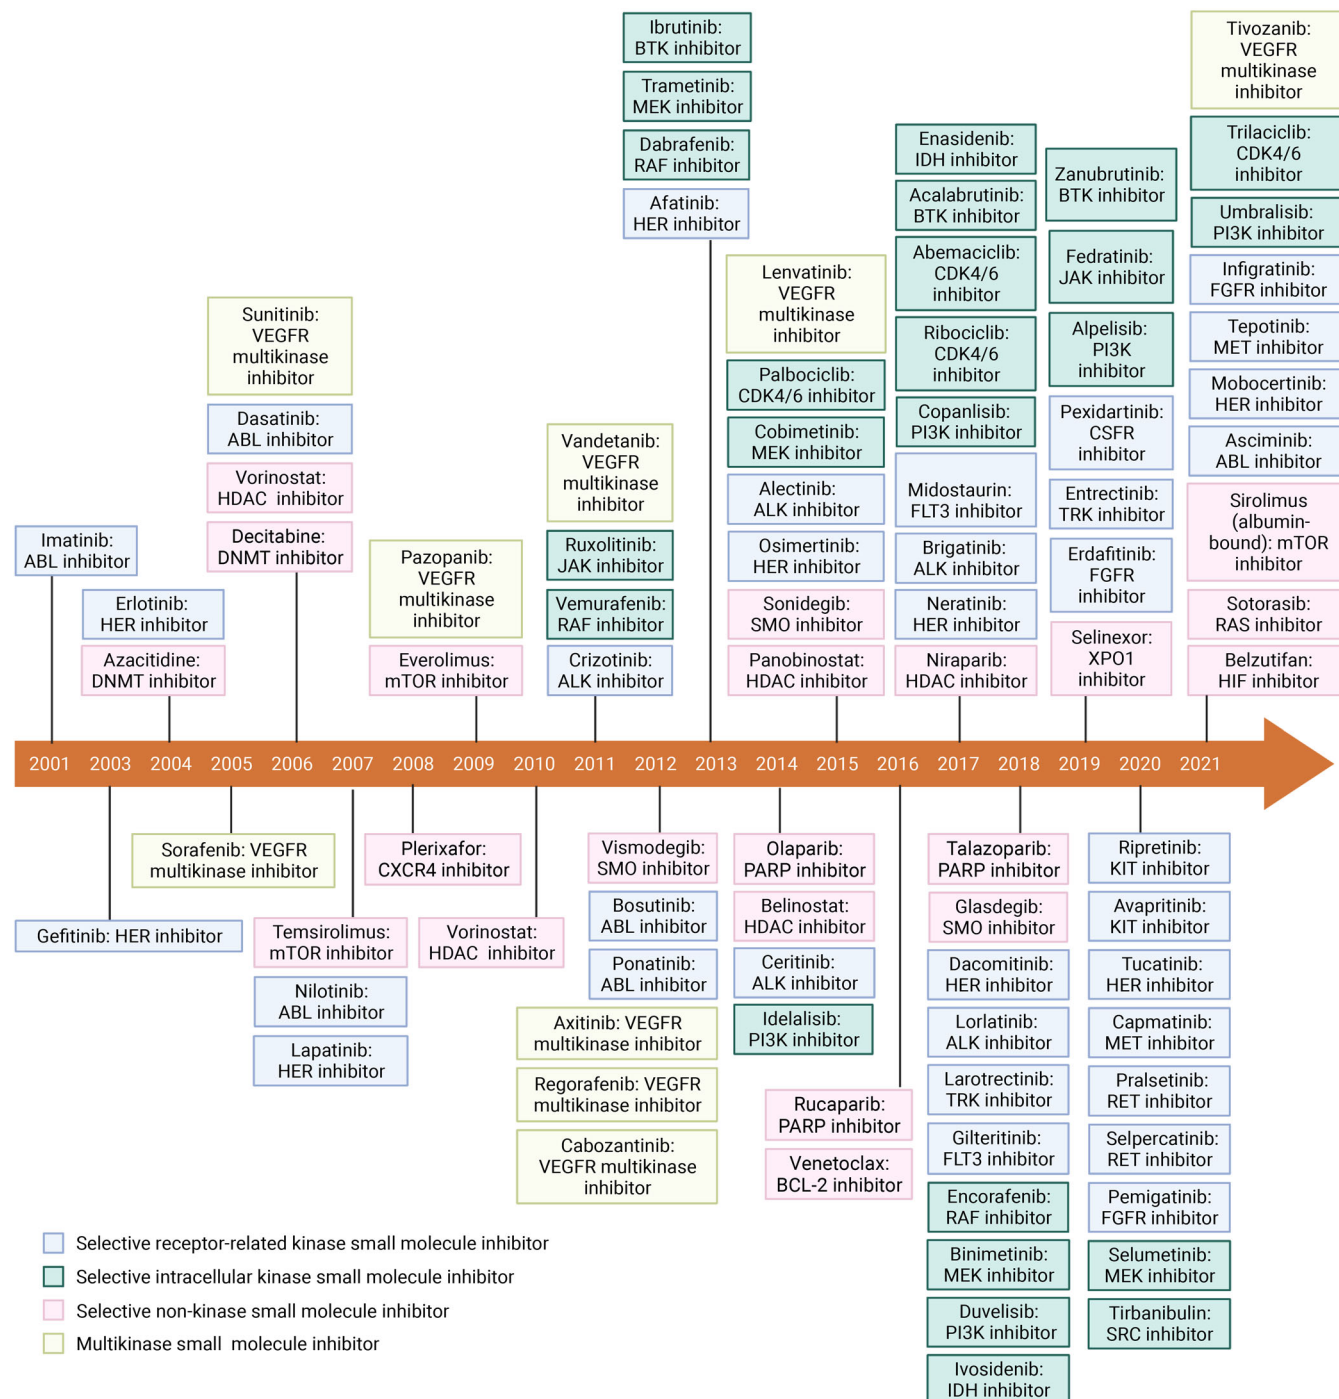 Imatinib:
ABL inhibitor
Erlotinib:
HER inhibitor
Azacitidine:
DNMT inhibitor
Sunitinib:
VEGFR
multikinase
inhibitor
Dasatinib:
ABL inhibitor
Vorinostat:
HDAC inhibitor
Decitabine:
DNMT inhibitor
Pazopanib:
VEGFR
multikinase
inhibitor
Everolimus:
mTOR inhibitor
Vandetanib:
VEGFR
multikinase
inhibitor
Ruxolitinib:
JAK inhibitor
Vemurafenib:
RAF inhibitor
Crizotinib:
ALK inhibitor
Ibrutinib:
BTK inhibitor
Trametinib:
MEK inhibitor
Dabrafenib:
RAF inhibitor
Afatinib:
HER inhibitor
Lenvatinib:
VEGFR
multikinase
inhibitor
Palbociclib:
CDK4/6 inhibitor
Cobimetinib:
MEK inhibitor
Alectinib:
ALK inhibitor
Osimertinib:
HER inhibitor
Sonidegib:
SMO inhibitor
Panobinostat:
HDAC inhibitor
Enasidenib:
IDH inhibitor
Acalabrutinib:
BTK inhibitor
Abemaciclib:
CDK4/6
inhibitor
Ribociclib:
CDK4/6
inhibitor
Copanlisib:
PI3K inhibitor
Midostaurin:
FLT3 inhibitor
Brigatinib:
ALK inhibitor
Neratinib:
HER inhibitor
Niraparib:
HDAC inhibitor
Zanubrutinib:
BTK inhibitor
Fedratinib:
JAK inhibitor
Alpelisib:
PI3K
inhibitor
Pexidartinib:
CSFR
inhibitor
Entrectinib:
TRK inhibitor
Erdafitinib:
FGFR
inhibitor
Selinexor:
XPO1
inhibitor
Tivozanib:
VEGFR
multikinase
inhibitor
Trilaciclib:
CDK4/6
inhibitor
Umbralisib:
PI3K inhibitor
Infigratinib:
FGFR inhibitor
Tepotinib:
MET inhibitor
Mobocertinib:
HER inhibitor
Asciminib:
ABL inhibitor
Sirolimus
(albumin-
bound): mTOR
inhibitor
Sotorasib:
RAS inhibitor
Belzutifan:
HIF inhibitor
2001 2003 2004 2005 2006 2007 2008 2009 2010 2011 2012 2013 2014 2015 2016 2017 2018 2019 2020 2021
Gefitinib: HER inhibitor
Sorafenib: VEGFR
multikinase inhibitor
Temsirolimus:
mTOR inhibitor
Nilotinib:
ABL inhibitor
Lapatinib:
HER inhibitor
Plerixafor:
CXCR4 inhibitor
Vorinostat:
HDAC inhibitor
Vismodegib:
SMO inhibitor
Bosutinib:
ABL inhibitor
Ponatinib:
ABL inhibitor
Axitinib: VEGFR
multikinase inhibitor
Regorafenib: VEGFR
multikinase inhibitor
Cabozantinib:
VEGFR multikinase
inhibitor
Olaparib:
PARP inhibitor
Belinostat:
HDAC inhibitor
Ceritinib:
ALK inhibitor
Idelalisib:
PI3K inhibitor
Rucaparib:
PARP inhibitor
Venetoclax:
BCL-2 inhibitor
Talazoparib:
PARP inhibitor
Glasdegib:
SMO inhibitor
Dacomitinib:
HER inhibitor
Lorlatinib:
ALK inhibitor
Larotrectinib:
TRK inhibitor
Gilteritinib:
FLT3 inhibitor
Encorafenib:
RAF inhibitor
Binimetinib:
MEK inhibitor
Duvelisib:
PI3K inhibitor
Ivosidenib:
IDH inhibitor
Ripretinib:
KIT inhibitor
Avapritinib:
KIT inhibitor
Tucatinib:
HER inhibitor
Capmatinib:
MET inhibitor
Pralsetinib:
RET inhibitor
Selpercatinib:
RET inhibitor
Pemigatinib:
FGFR inhibitor
Selumetinib:
MEK inhibitor
Tirbanibulin:
SRC inhibitor
Selective receptor-related kinase small molecule inhibitor
Selective intracellular kinase small molecule inhibitor
Selective non-kinase small molecule inhibitor
Multikinase small molecule inhibitor